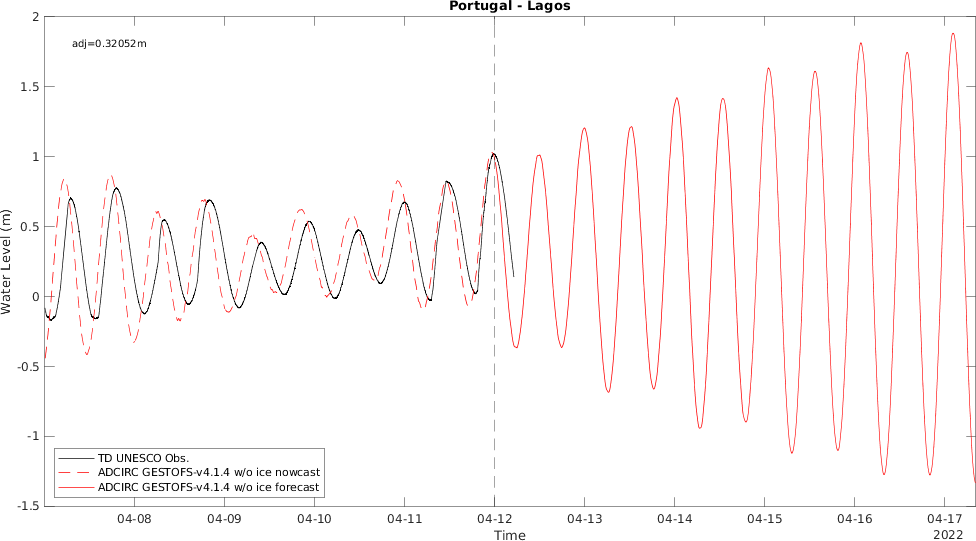 Portugal - Lagos
adj=0.32052m
Water Level (m)
2
1.5
1
0.5
0
-0.5
-1
-1.5
TD UNESCO Obs.
ADCIRC GESTOFS-v4.1.4 w/o ice nowcast
ADCIRC GESTOFS-v4.1.4 w/o ice forecast
04-08 04-09 04-10 04-11 04-12 04-13 04-14 04-15 04-16 04-17
Time 2022